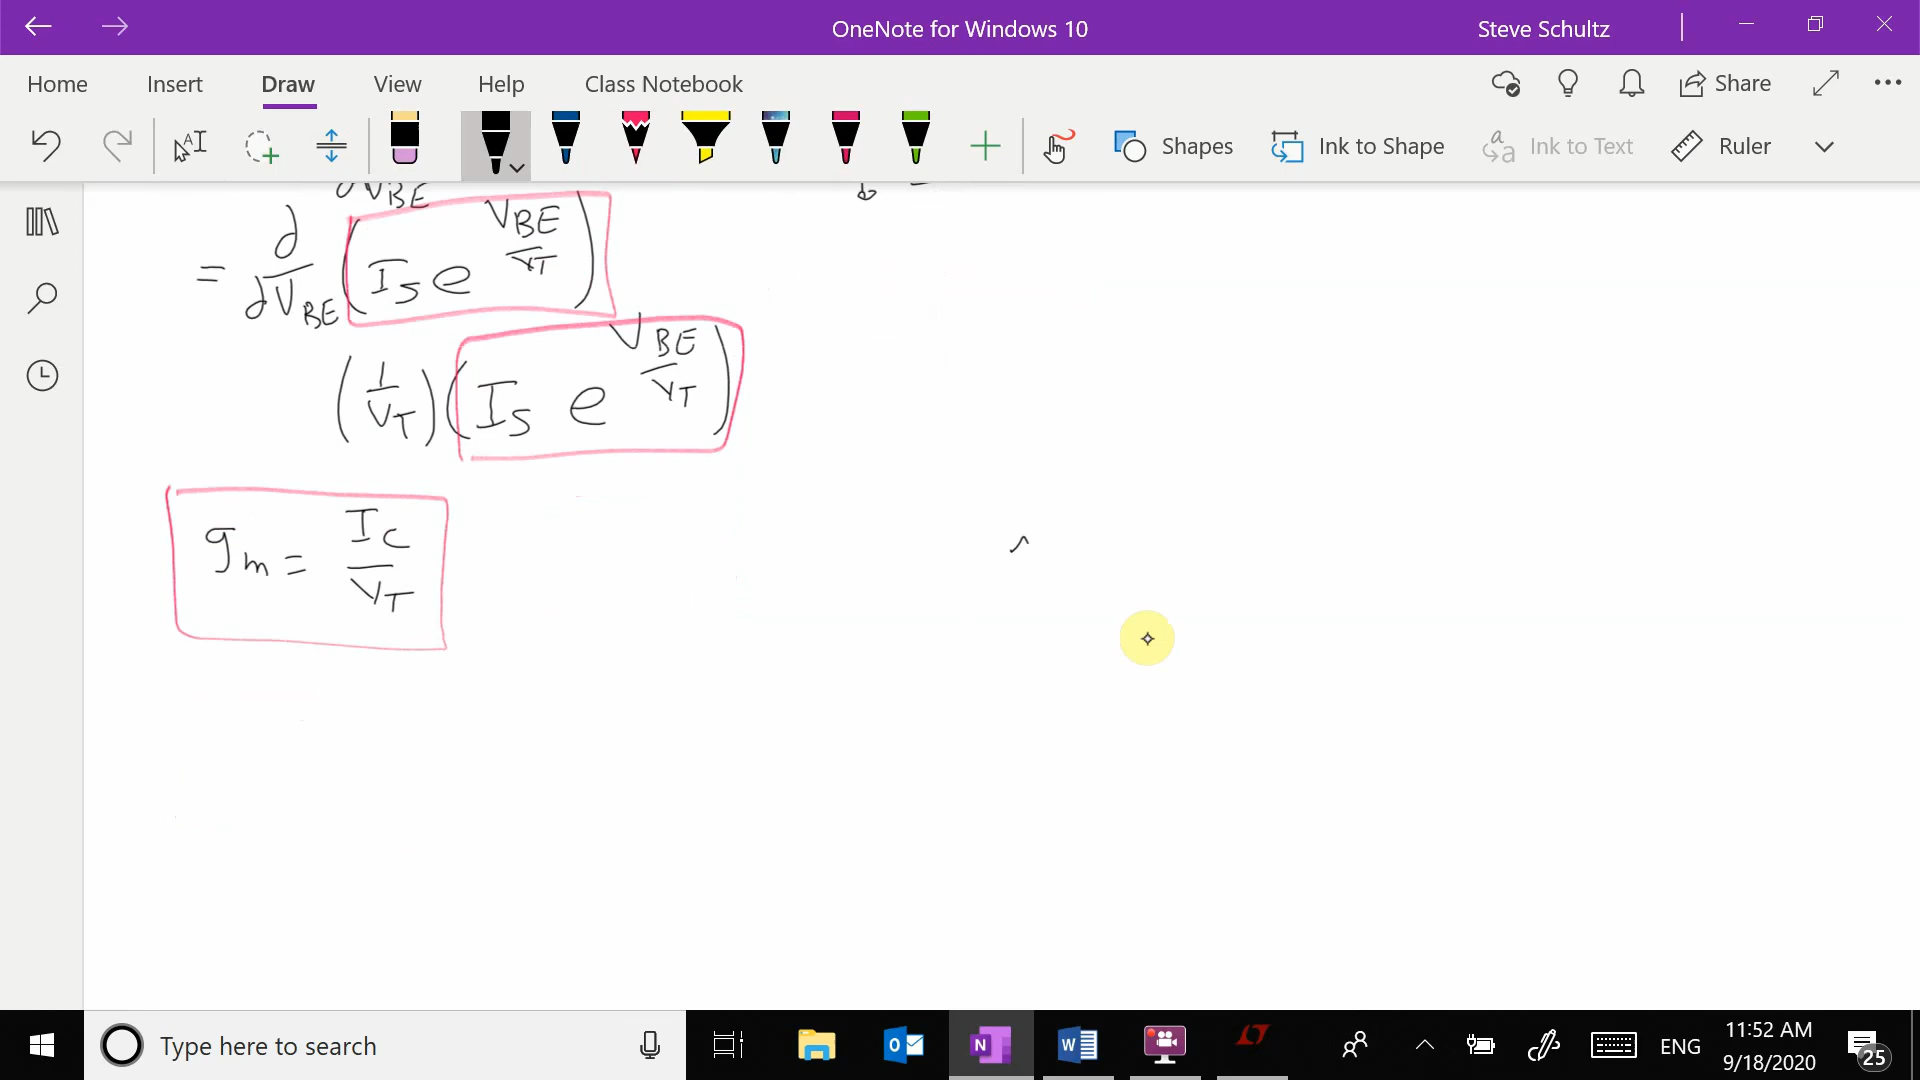 OneNote for Windows 10
Steve Schultz
Home Insert Draw View Help Class Notebook
Share
Shapes
Ink to Shape
Ink to Text
Ruler
∂V_BE
= ∂/∂V_BE (I_S e^(V_BE/V_T))
(1/V_T)(I_S e^(V_BE/V_T))
g_m = I_C/V_T
Type here to search
ENG
11:52 AM
9/18/2020
25